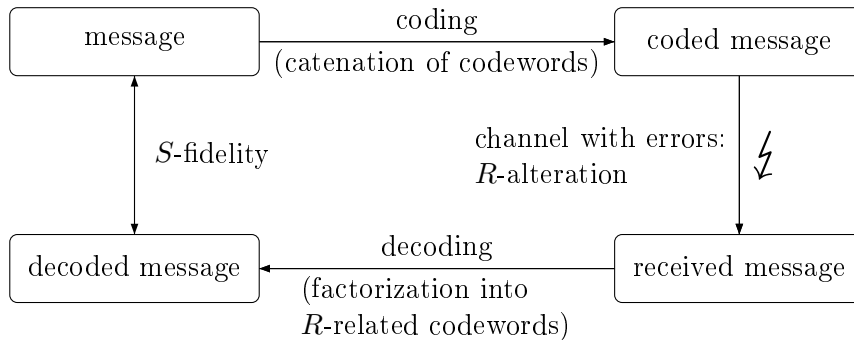 message
coding
(catenation of codewords)
coded message
S-fidelity
channel with errors:
R-alteration
decoded message
decoding
(factorization into
R-related codewords)
received message